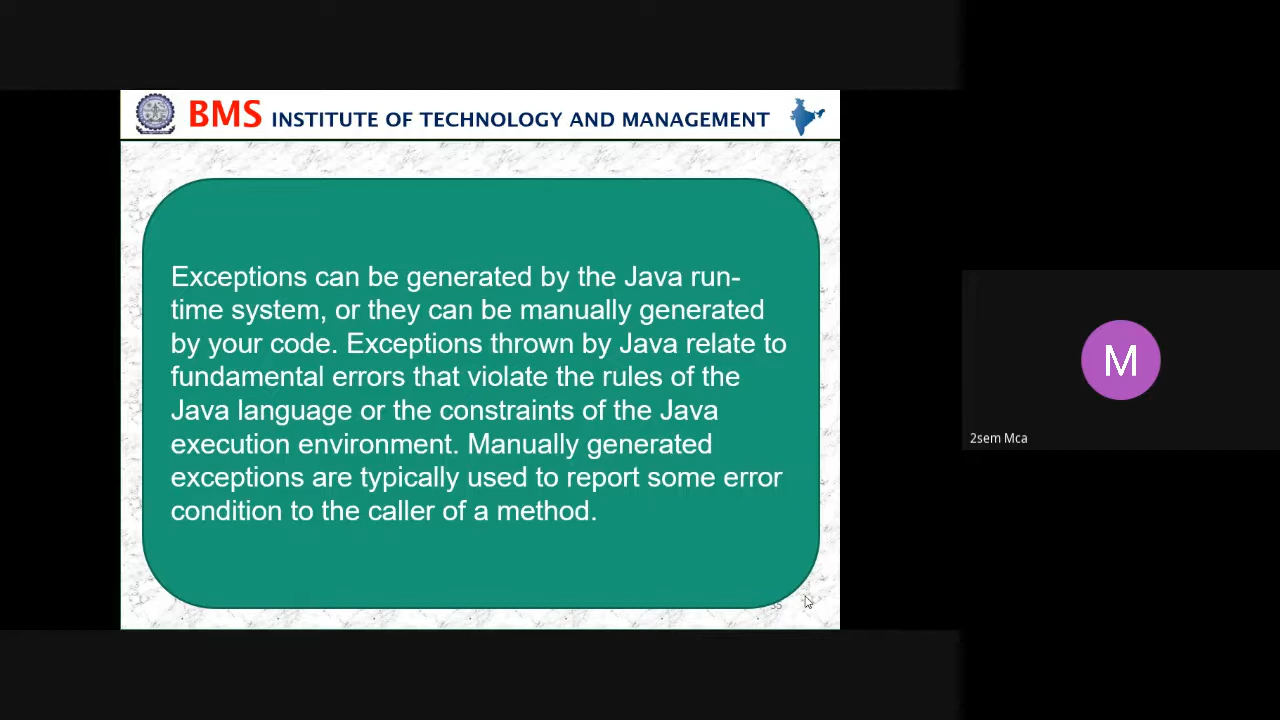 BMS INSTITUTE OF TECHNOLOGY AND MANAGEMENT
Exceptions can be generated by the Java run-
time system, or they can be manually generated
by your code. Exceptions thrown by Java relate to
fundamental errors that violate the rules of the
Java language or the constraints of the Java
execution environment. Manually generated
exceptions are typically used to report some error
condition to the caller of a method.
M
2sem Mca